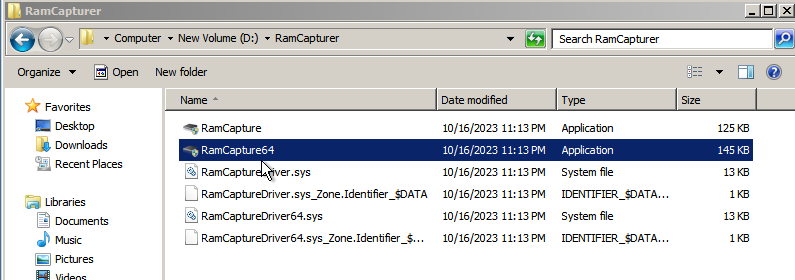 RamCapturer
Computer New Volume (D:) RamCapturer Search RamCapturer
Organize Open New folder
Name Date modified Type Size
Favorites
Desktop
Downloads
Recent Places
Libraries
Documents
Music
Pictures
Videos
RamCapture 10/16/2023 11:13 PM Application 125 KB
RamCapture64 10/16/2023 11:13 PM Application 145 KB
RamCaptureDriver.sys 10/16/2023 11:13 PM System file 13 KB
RamCaptureDriver.sys_Zone.Identifier_$DATA 10/16/2023 11:13 PM IDENTIFIER_$DATA... 1 KB
RamCaptureDriver64.sys 10/16/2023 11:13 PM System file 13 KB
RamCaptureDriver64.sys_Zone.Identifier_$... 10/16/2023 11:13 PM IDENTIFIER_$DATA... 1 KB